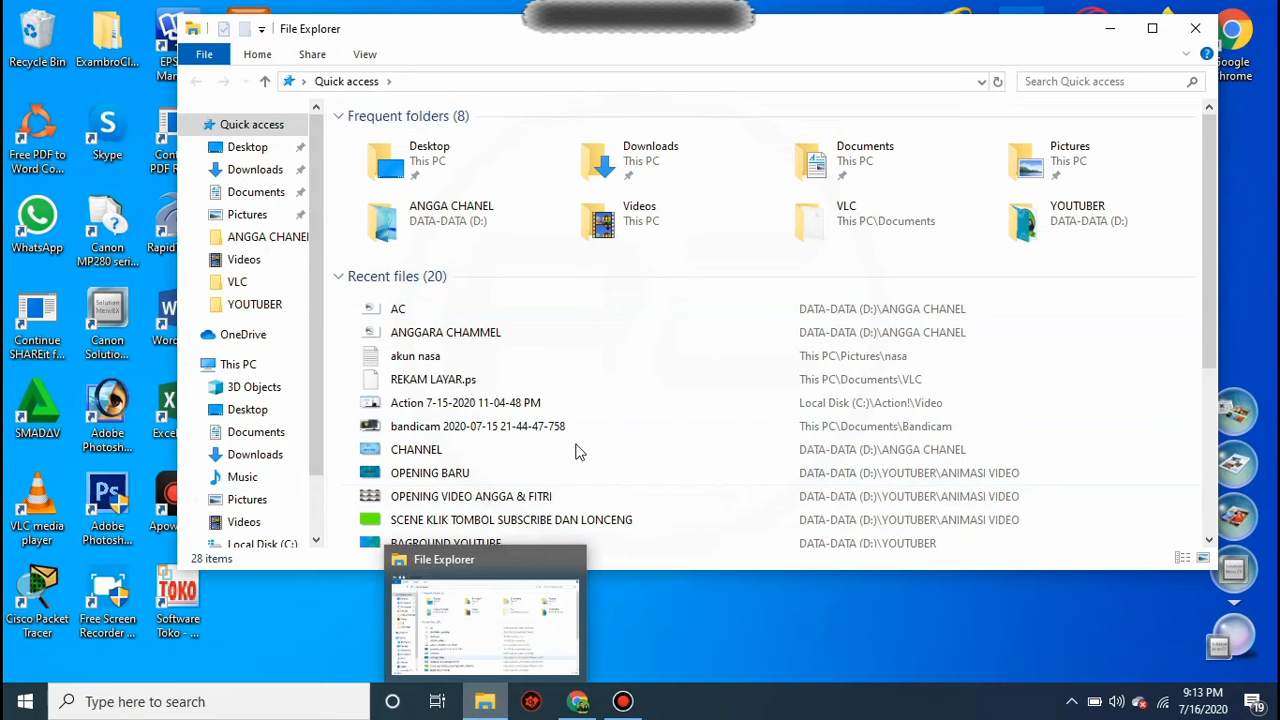 File Explorer
File Home Share View
Quick access
Search Quick access
Recycle Bin
ExambroCl...
Free PDF to
Word Co...
Skype
WhatsApp
Canon
MP280 seri...
Continue
SHAREit f...
Canon
Solutio...
SMADΔV
Adobe
Photosh...
VLC media
player
Adobe
Photosh...
Cisco Packet
Tracer
Free Screen
Recorder ...
TOKO
Software
Toko - ...
Google
Chrome
Quick access
Desktop
Downloads
Documents
Pictures
ANGGA CHANEL
Videos
VLC
YOUTUBER
OneDrive
This PC
3D Objects
Desktop
Documents
Downloads
Music
Pictures
Videos
Local Disk (C:)
28 items
Frequent folders (8)
Desktop
This PC
Downloads
This PC
Documents
This PC
Pictures
This PC
ANGGA CHANEL
DATA-DATA (D:)
Videos
This PC
VLC
This PC\Documents
YOUTUBER
DATA-DATA (D:)
Recent files (20)
AC DATA-DATA (D:)\ANGGA CHANEL
ANGGARA CHAMMEL DATA-DATA (D:)\ANGGA CHANEL
akun nasa This PC\Pictures\nasa
REKAM LAYAR.ps This PC\Documents\VLC
Action 7-15-2020 11-04-48 PM Local Disk (C:)\Action!\Video
bandicam 2020-07-15 21-44-47-758 This PC\Documents\Bandicam
CHANNEL DATA-DATA (D:)\ANGGA CHANEL
OPENING BARU DATA-DATA (D:)\YOUTUBER\ANIMASI VIDEO
OPENING VIDEO ANGGA & FITRI DATA-DATA (D:)\YOUTUBER\ANIMASI VIDEO
SCENE KLIK TOMBOL SUBSCRIBE DAN LONCENG DATA-DATA (D:)\YOUTUBER\ANIMASI VIDEO
BAGROUND YOUTUBE DATA-DATA (D:)\YOUTUBER
File Explorer
Type here to search
9:13 PM
7/16/2020
19